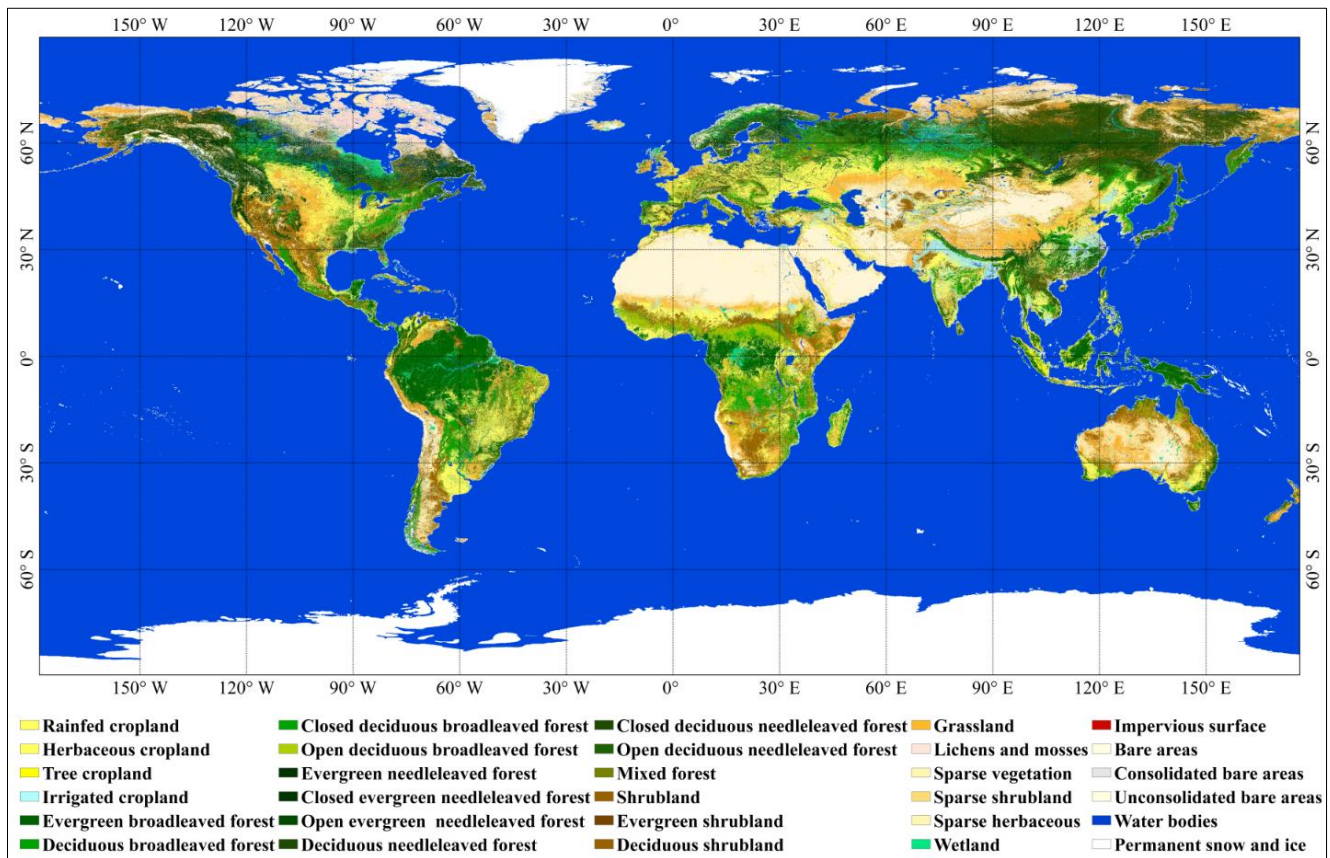 150° W 120° W 90° W 60° W 30° W 0° 30° E 60° E 90° E 120° E 150° E
60° N 60° N
30° N 30° N
0° 0°
30° S 30° S
60° S 60° S
150° W 120° W 90° W 60° W 30° W 0° 30° E 60° E 90° E 120° E 150° E
Rainfed cropland Closed deciduous broadleaved forest Closed deciduous needleleaved forest Grassland Impervious surface
Herbaceous cropland Open deciduous broadleaved forest Open deciduous needleleaved forest Lichens and mosses Bare areas
Tree cropland Evergreen needleleaved forest Mixed forest Sparse vegetation Consolidated bare areas
Irrigated cropland Closed evergreen needleleaved forest Shrubland Sparse shrubland Unconsolidated bare areas
Evergreen broadleaved forest Open evergreen needleleaved forest Evergreen shrubland Sparse herbaceous Water bodies
Deciduous broadleaved forest Deciduous needleleaved forest Deciduous shrubland Wetland Permanent snow and ice